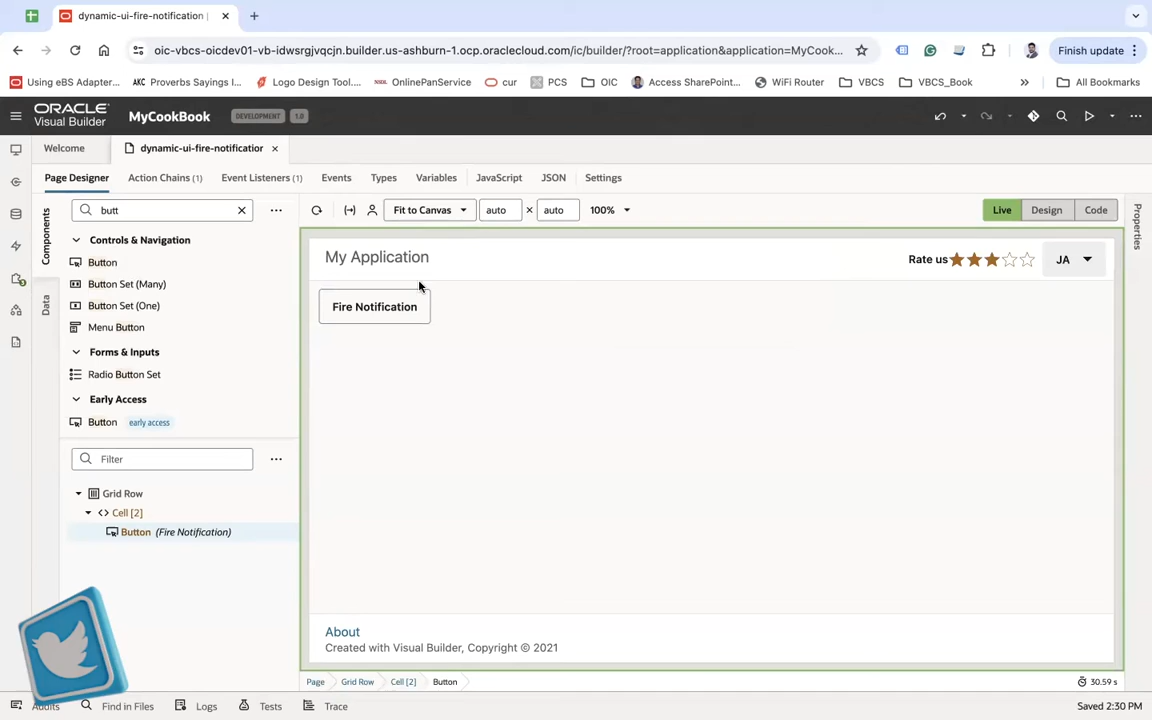 dynamic-ui-fire-notification |
oic-vbcs-oicdev01-vb-idwsrgjvqcjn.builder.us-ashburn-1.ocp.oraclecloud.com/ic/builder/?root=application&application=MyCook...
Finish update
Using eBS Adapter...
AKC Proverbs Sayings I...
Logo Design Tool....
OnlinePanService
cur
PCS
OIC
Access SharePoint...
WiFi Router
VBCS
VBCS_Book
»
All Bookmarks
ORACLE
Visual Builder
MyCookBook
DEVELOPMENT
1.0
Welcome
dynamic-ui-fire-notification
Page Designer
Action Chains (1)
Event Listeners (1)
Events
Types
Variables
JavaScript
JSON
Settings
Components
Data
butt
Fit to Canvas
auto
×
auto
100%
Live
Design
Code
Properties
Controls & Navigation
Button
Button Set (Many)
Button Set (One)
Menu Button
Forms & Inputs
Radio Button Set
Early Access
Button early access
Filter
Grid Row
Cell [2]
Button (Fire Notification)
My Application
Rate us
JA
Fire Notification
About
Created with Visual Builder, Copyright © 2021
Page
Grid Row
Cell [2]
Button
30.59 s
Audits
Find in Files
Logs
Tests
Trace
Saved 2:30 PM